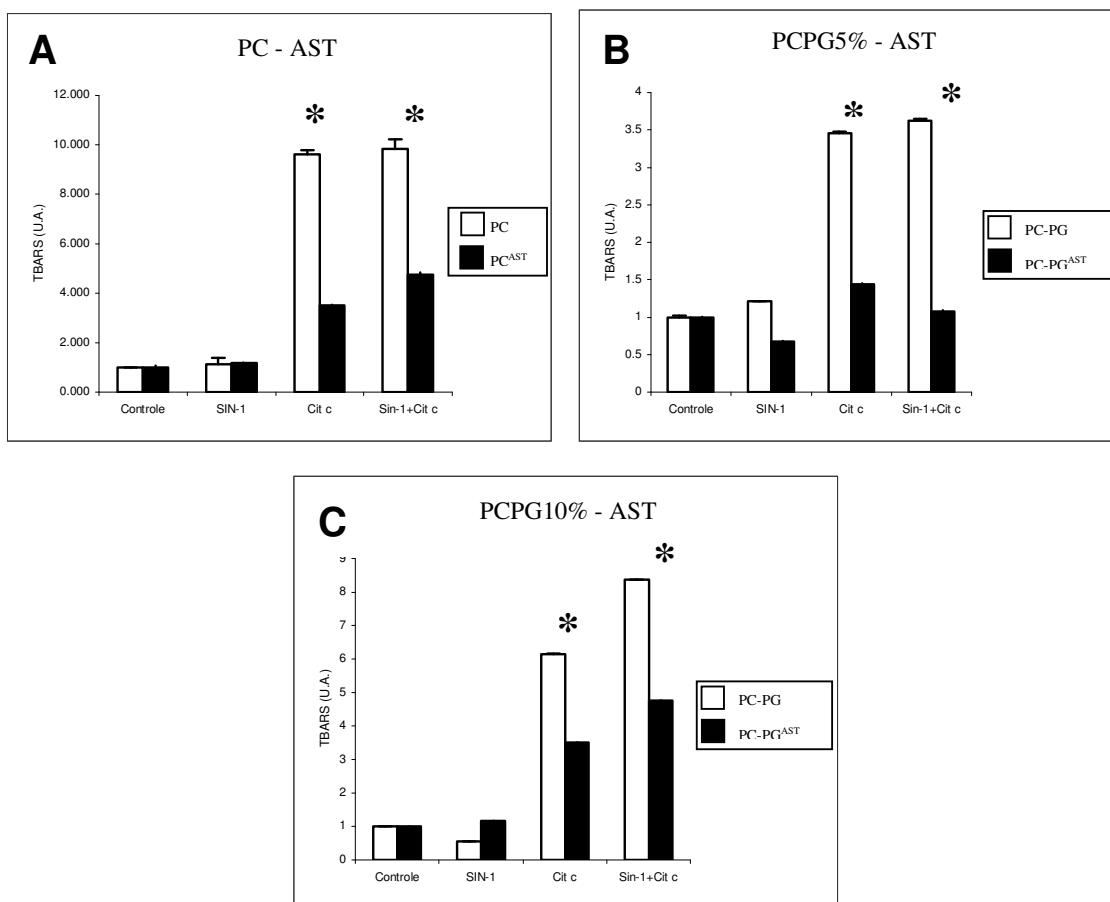 A
PC - AST
TBARS (U.A.)
12.000
10.000
8.000
6.000
4.000
2.000
0.000
Controle SIN-1 Cit c Sin-1+Cit c
* *
PC
PC^AST
B
PCPG5% - AST
TBARS (U.A.)
4
3.5
3
2.5
2
1.5
1
0.5
0
Controle SIN-1 Cit c Sin-1+Cit c
* *
PC-PG
PC-PG^AST
C
PCPG10% - AST
TBARS (U.A.)
9
8
7
6
5
4
3
2
1
0
Controle SIN-1 Cit c Sin-1+Cit c
* *
PC-PG
PC-PG^AST